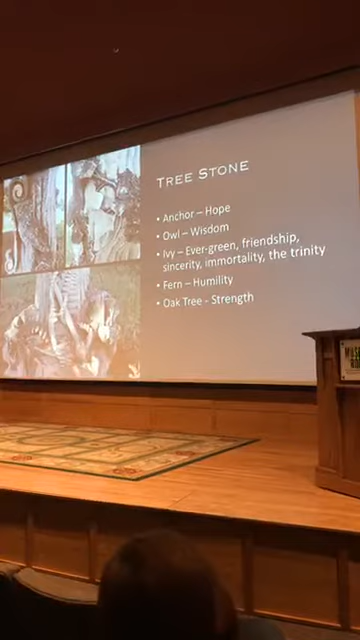 TREE STONE
• Anchor – Hope
• Owl – Wisdom
• Ivy – Ever-green, friendship,
sincerity, immortality, the trinity
• Fern – Humility
• Oak Tree - Strength